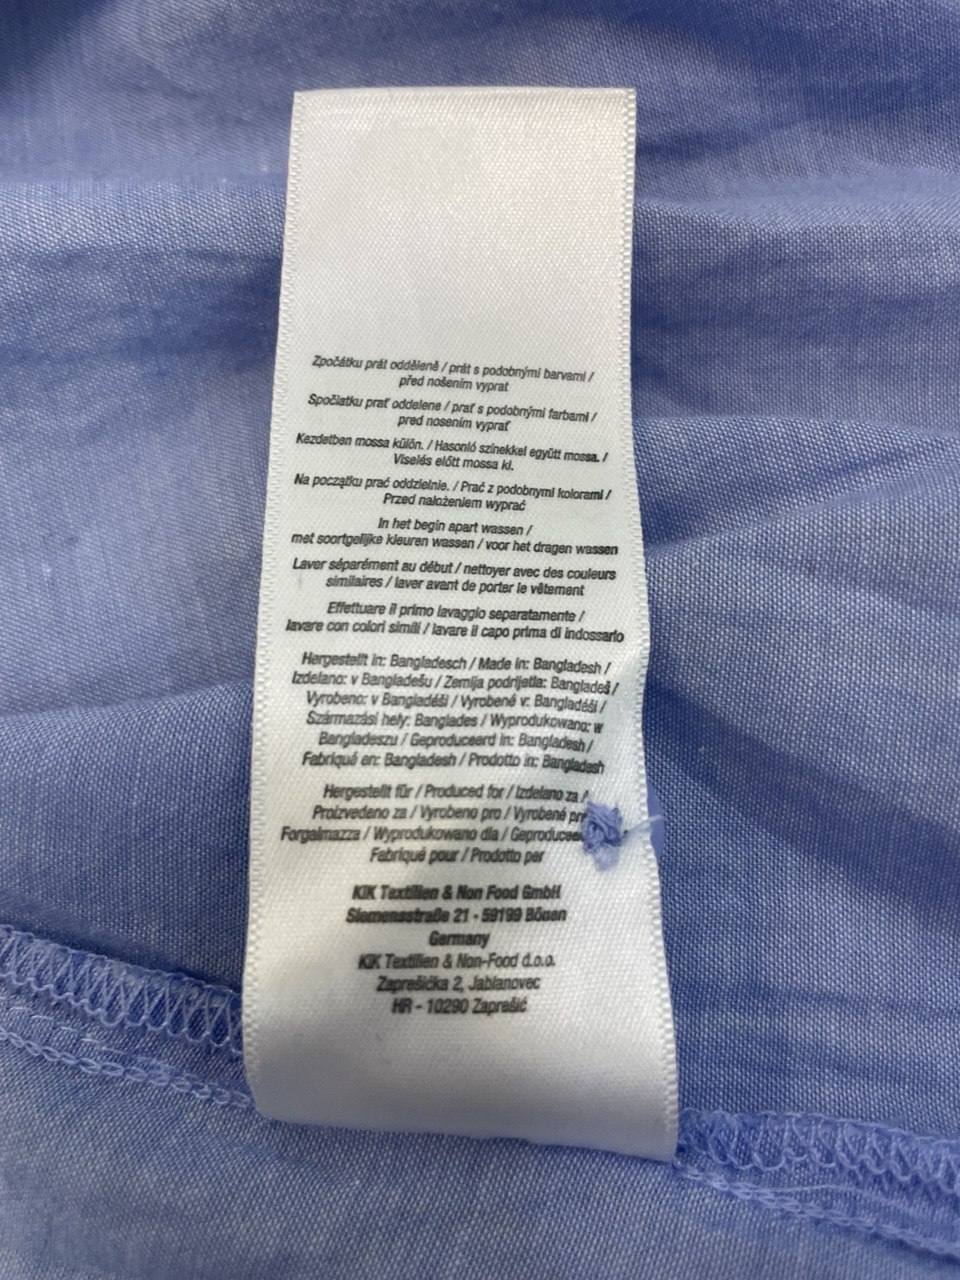 Zpočátku prát odděleně / prát s podobnými barvami /
před nošením vyprat
Spočiatku prať oddelene / prať s podobnými farbami /
pred nosením vyprať
Kezdetben mossa külön. / Hasonló színekkel együtt mossa. /
Viselés előtt mossa ki.
Na początku prać oddzielnie. / Prać z podobnymi kolorami /
Przed nałożeniem wyprać
In het begin apart wassen /
met soortgelijke kleuren wassen / voor het dragen wassen
Laver séparément au début / nettoyer avec des couleurs
similaires / laver avant de porter le vêtement
Effettuare il primo lavaggio separatamente /
lavare con colori simili / lavare il capo prima di indossarlo
Hergestellt in: Bangladesch / Made in: Bangladesh /
Izdelano: v Bangladešu / Zemlja podrijetla: Bangladeš /
Vyrobeno: v Bangladéši / Vyrobené v: Bangladéši /
Származási hely: Banglades / Wyprodukowano: w
Bangladeszu / Geproduceerd in: Bangladesh /
Fabriqué en: Bangladesh / Prodotto in: Bangladesh
Hergestellt für / Produced for / Izdelano za /
Proizvedeno za / Vyrobeno pro / Vyrobené
Forgalmazza / Wyprodukowano dla /
Fabriqué pour / Prodotto per
KiK Textilien & Non Food GmbH
Siemensstraße 21 - 59199 Bönen
Germany
KiK Textilien & Non-Food d.o.o.
Zaprešićka 2, Jablanovec
HR - 10290 Zaprešić